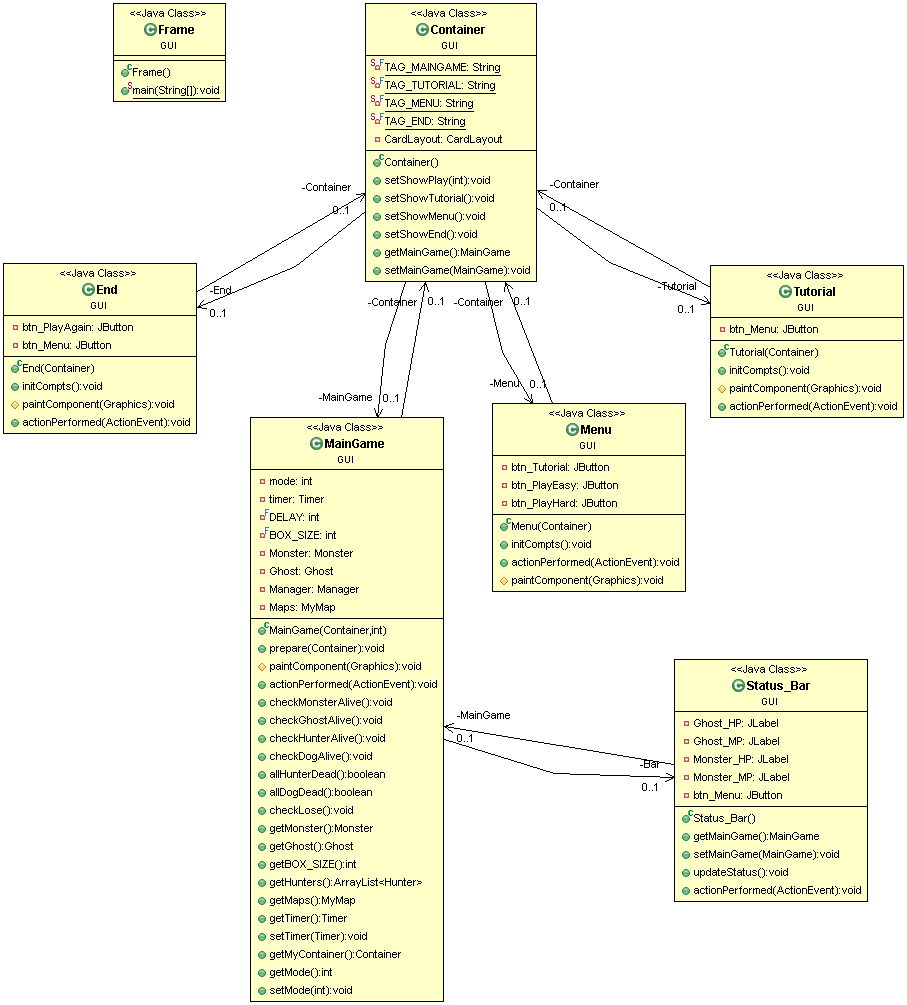 <<Java Class>>
Frame
GUI
Frame()
main(String[]):void
<<Java Class>>
Container
GUI
TAG_MAINGAME: String
TAG_TUTORIAL: String
TAG_MENU: String
TAG_END: String
CardLayout: CardLayout
Container()
setShowPlay(int):void
setShowTutorial():void
setShowMenu():void
setShowEnd():void
getMainGame():MainGame
setMainGame(MainGame):void
-Container
0..1
-End
0..1
-Container
0..1
-Tutorial
0..1
-Container
0..1
-MainGame
0..1
-Container
0..1
-Menu
0..1
<<Java Class>>
End
GUI
btn_PlayAgain: JButton
btn_Menu: JButton
End(Container)
initCompts():void
paintComponent(Graphics):void
actionPerformed(ActionEvent):void
<<Java Class>>
Tutorial
GUI
btn_Menu: JButton
Tutorial(Container)
initCompts():void
paintComponent(Graphics):void
actionPerformed(ActionEvent):void
<<Java Class>>
MainGame
GUI
mode: int
timer: Timer
DELAY: int
BOX_SIZE: int
Monster: Monster
Ghost: Ghost
Manager: Manager
Maps: MyMap
MainGame(Container,int)
prepare(Container):void
paintComponent(Graphics):void
actionPerformed(ActionEvent):void
checkMonsterAlive():void
checkGhostAlive():void
checkHunterAlive():void
checkDogAlive():void
allHunterDead():boolean
allDogDead():boolean
checkLose():void
getMonster():Monster
getGhost():Ghost
getBOX_SIZE():int
getHunters():ArrayList<Hunter>
getMaps():MyMap
getTimer():Timer
setTimer(Timer):void
getMyContainer():Container
getMode():int
setMode(int):void
<<Java Class>>
Menu
GUI
btn_Tutorial: JButton
btn_PlayEasy: JButton
btn_PlayHard: JButton
Menu(Container)
initCompts():void
actionPerformed(ActionEvent):void
paintComponent(Graphics):void
-MainGame
0..1
-Bar
0..1
<<Java Class>>
Status_Bar
GUI
Ghost_HP: JLabel
Ghost_MP: JLabel
Monster_HP: JLabel
Monster_MP: JLabel
btn_Menu: JButton
Status_Bar()
getMainGame():MainGame
setMainGame(MainGame):void
updateStatus():void
actionPerformed(ActionEvent):void